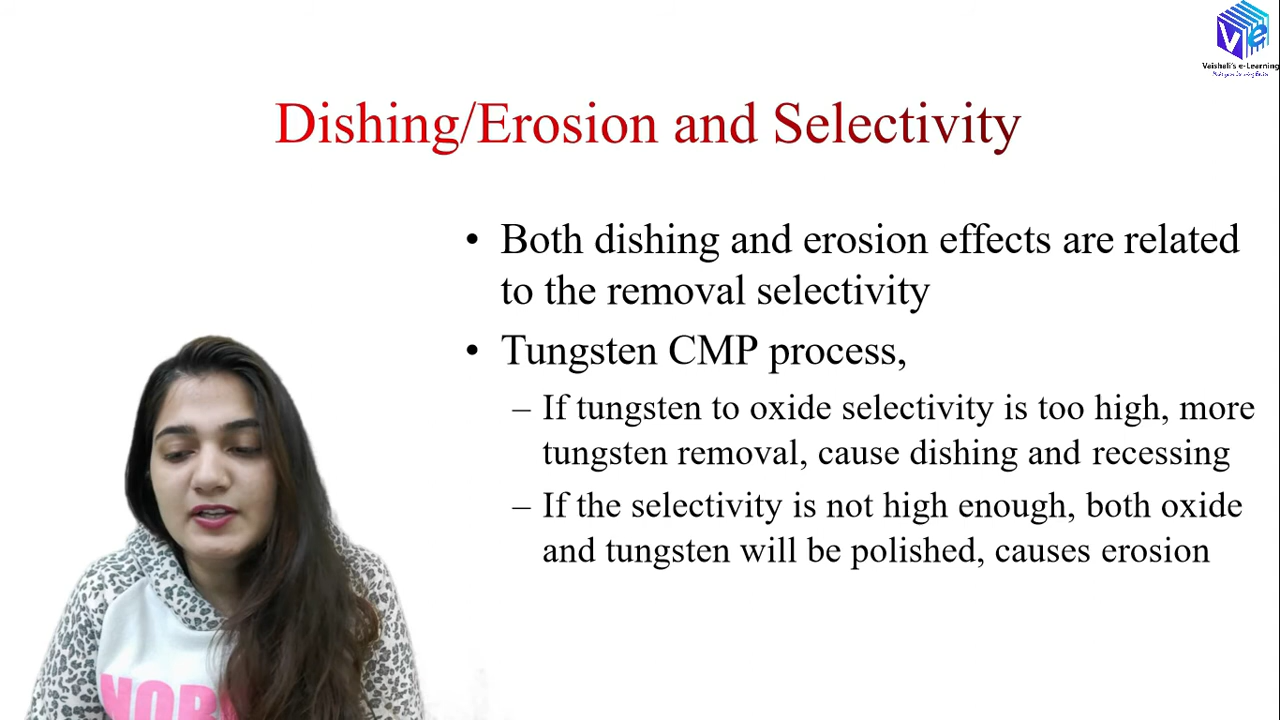 Ve
Vaishali's e-Learning
Dishing/Erosion and Selectivity
• Both dishing and erosion effects are related
to the removal selectivity
• Tungsten CMP process,
– If tungsten to oxide selectivity is too high, more
tungsten removal, cause dishing and recessing
– If the selectivity is not high enough, both oxide
and tungsten will be polished, causes erosion